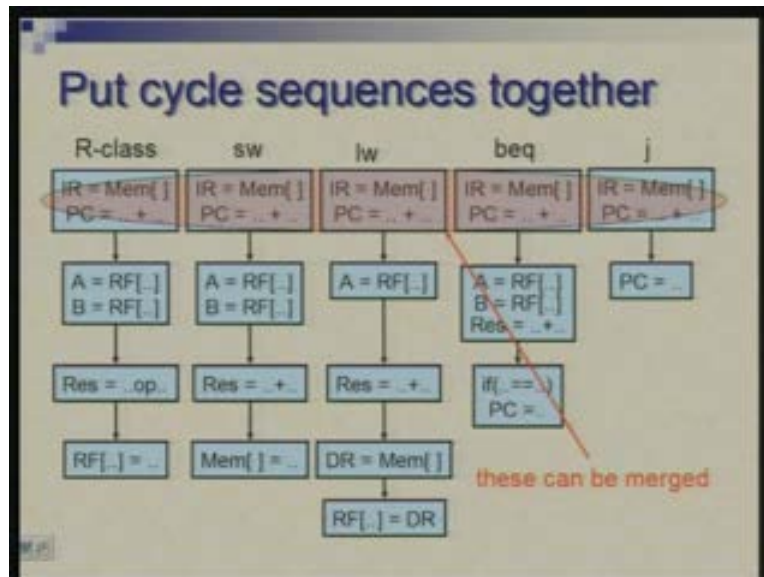 Put cycle sequences together
R-class
sw
lw
beq
j
IR = Mem[ ]
PC = .. + ..
IR = Mem[ ]
PC = .. + ..
IR = Mem[ ]
PC = .. + ..
IR = Mem[ ]
PC = .. + ..
IR = Mem[ ]
PC = .. + ..
A = RF[..]
B = RF[..]
A = RF[..]
B = RF[..]
A = RF[..]
A = RF[..]
B = RF[..]
Res = ..+..
PC = ..
Res = ..op..
Res = ..+..
Res = ..+..
if(..==..)
PC =..
RF[..] = ..
Mem[ ] = ..
DR = Mem[ ]
RF[..] = DR
these can be merged